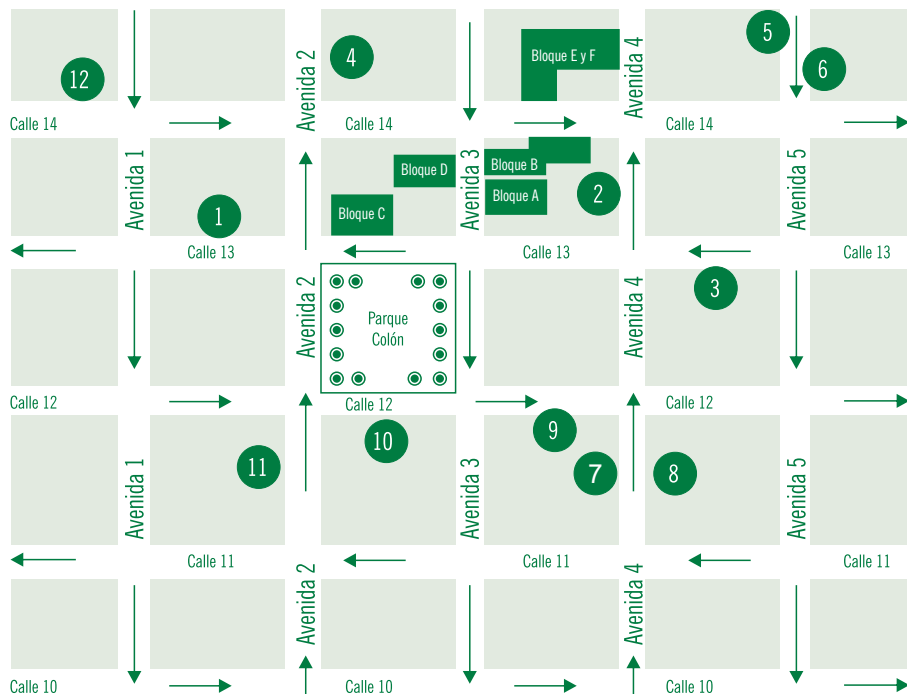 5
4
Bloque E y F
6
12
Avenida 2
Avenida 4
Calle 14
Calle 14
Calle 14
Avenida 1
Avenida 3
Avenida 5
Bloque D
Bloque B
Bloque A
2
1
Bloque C
Calle 13
Calle 13
Calle 13
Avenida 2
Avenida 4
3
Parque
Colón
Calle 12
Calle 12
Calle 12
9
10
11
7
8
Avenida 1
Avenida 3
Avenida 5
Calle 11
Calle 11
Calle 11
Avenida 2
Avenida 4
Calle 10
Calle 10
Calle 10